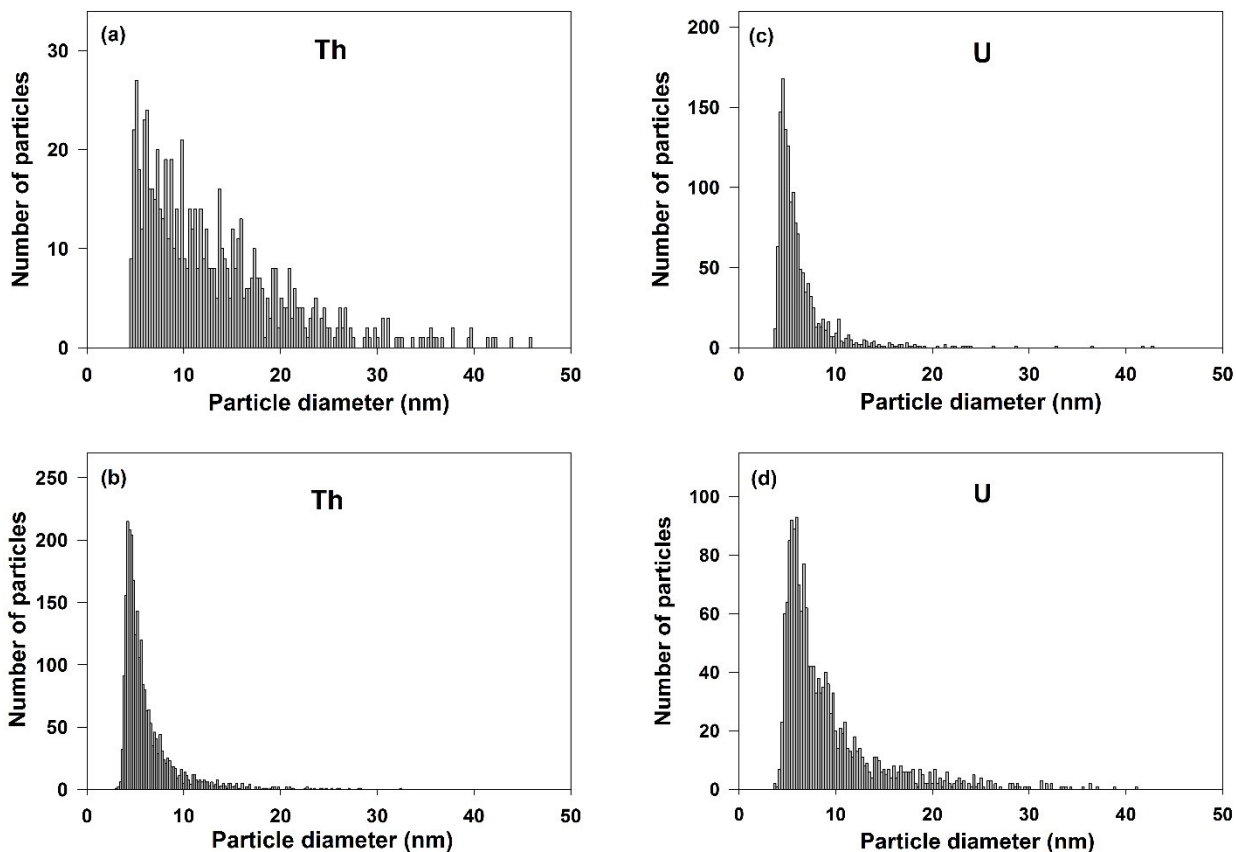 (a)
Th
Number of particles
30
20
10
0
0 10 20 30 40 50
Particle diameter (nm)
(c)
U
Number of particles
200
150
100
50
0
0 10 20 30 40 50
Particle diameter (nm)
(b)
Th
Number of particles
250
200
150
100
50
0
0 10 20 30 40 50
Particle diameter (nm)
(d)
U
Number of particles
100
80
60
40
20
0
0 10 20 30 40 50
Particle diameter (nm)